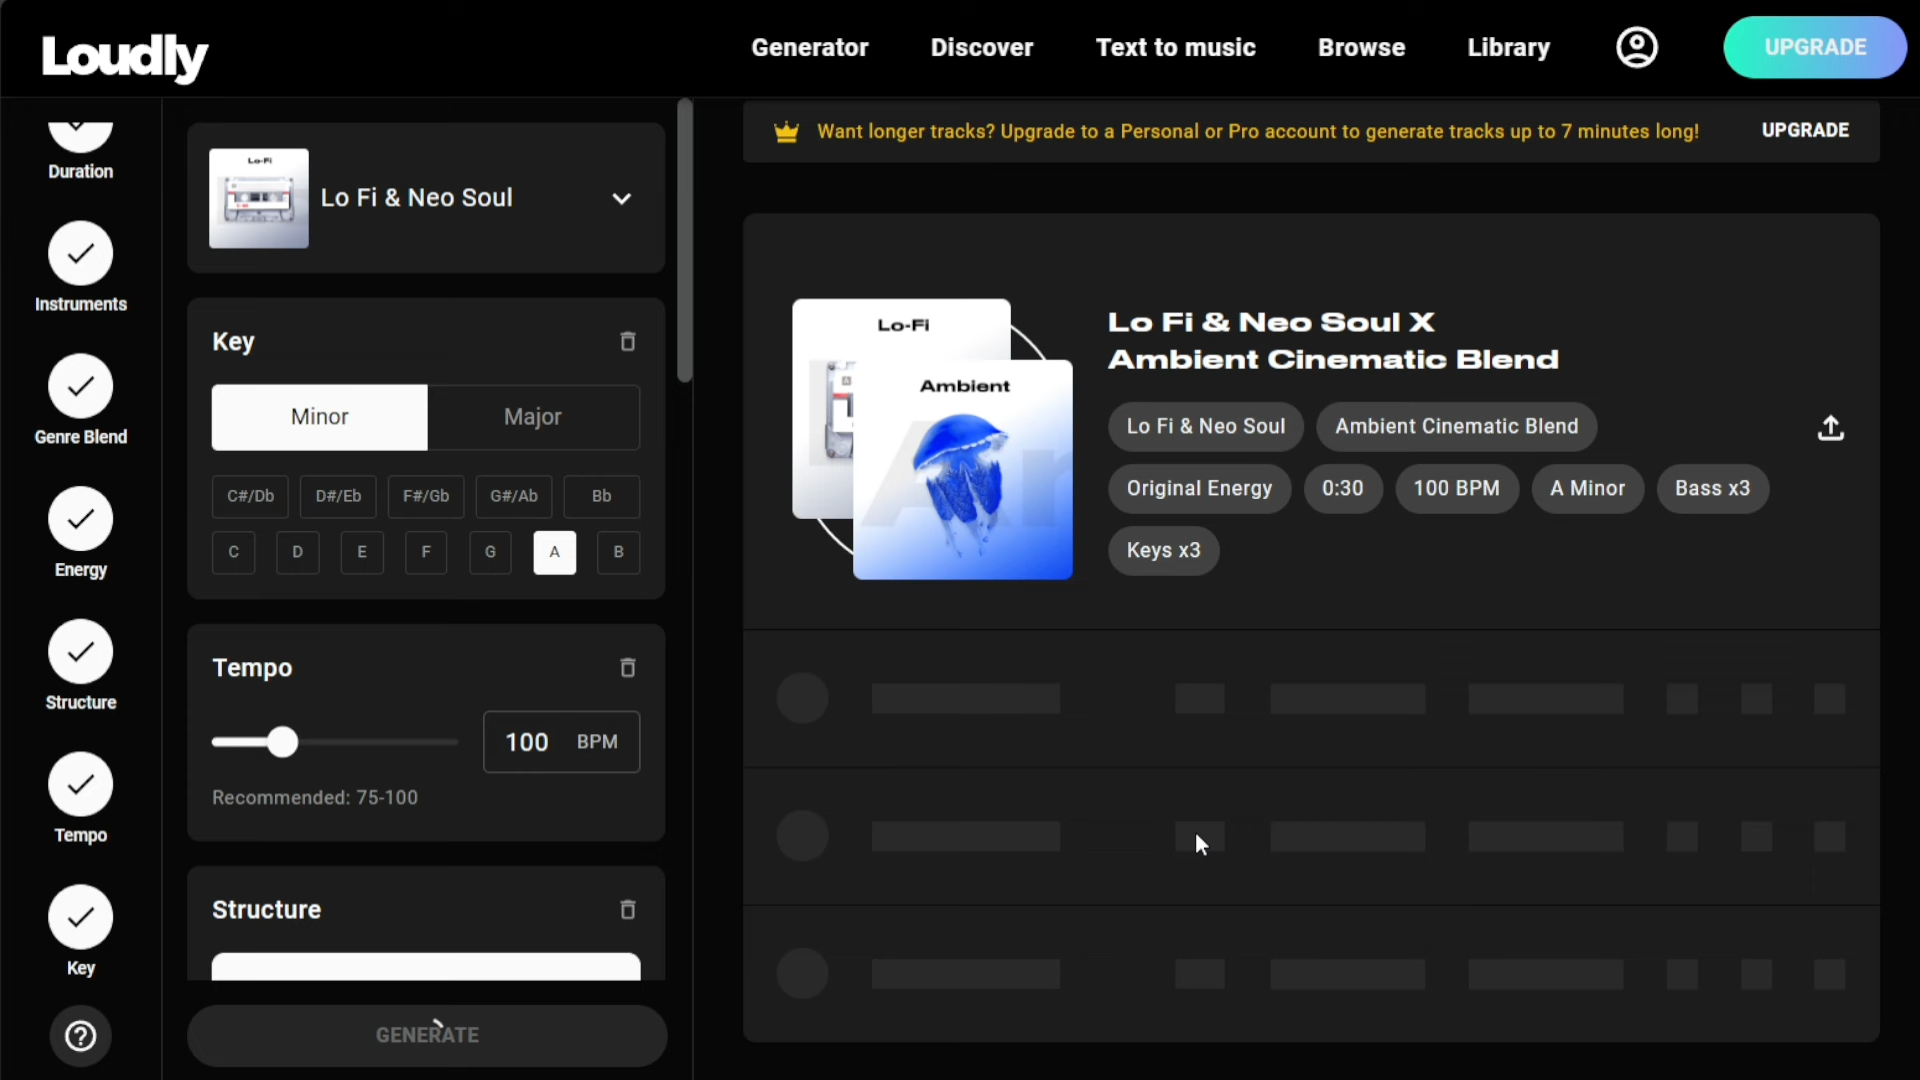 Loudly
Generator
Discover
Text to music
Browse
Library
UPGRADE
Duration
Instruments
Genre Blend
Energy
Structure
Tempo
Key
Lo-Fi
Lo Fi & Neo Soul
Key
Minor
Major
C#/Db
D#/Eb
F#/Gb
G#/Ab
Bb
C
D
E
F
G
A
B
Tempo
100 BPM
Recommended: 75-100
Structure
GENERATE
Want longer tracks? Upgrade to a Personal or Pro account to generate tracks up to 7 minutes long!
UPGRADE
Lo-Fi
Ambient
Lo Fi & Neo Soul X
Ambient Cinematic Blend
Lo Fi & Neo Soul
Ambient Cinematic Blend
Original Energy
0:30
100 BPM
A Minor
Bass x3
Keys x3